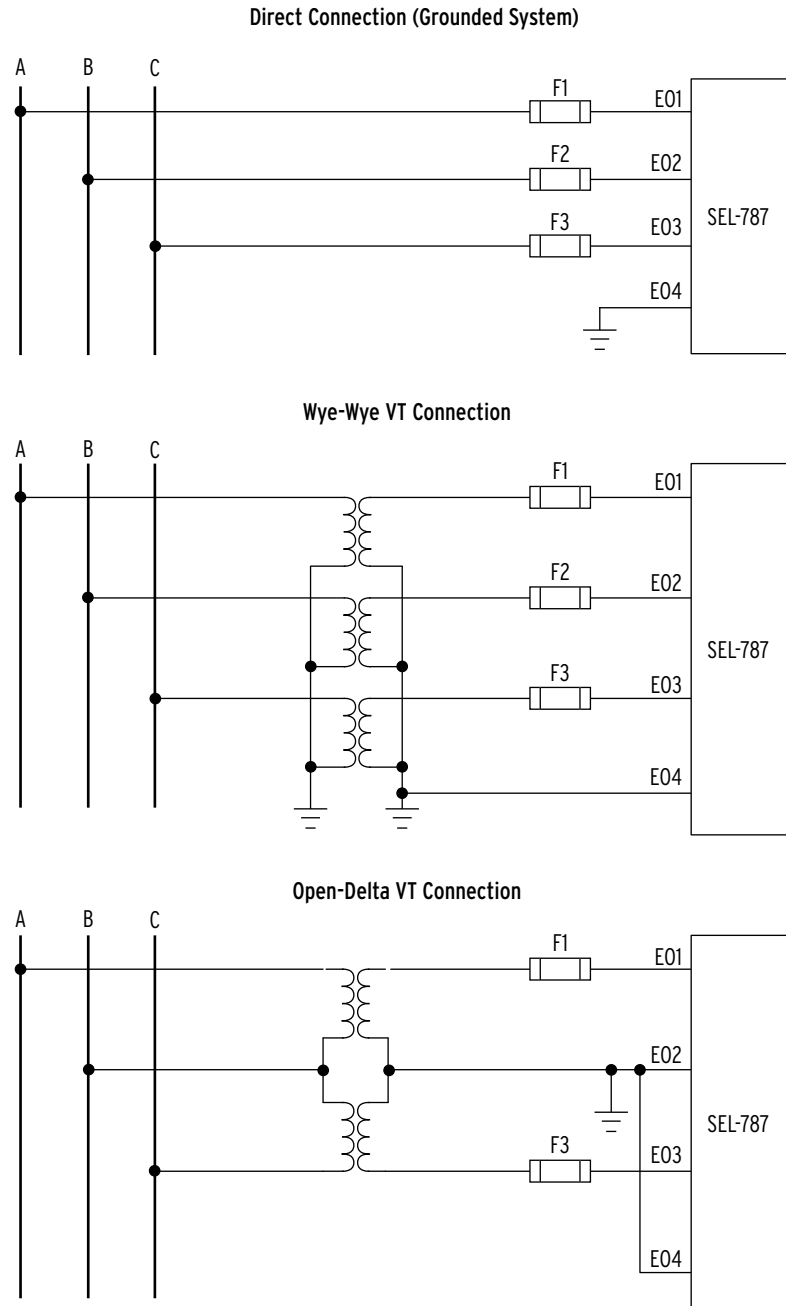 Direct Connection (Grounded System)
A B C
F1
E01
F2
E02
F3
E03
SEL-787
E04
Wye-Wye VT Connection
A B C
F1
E01
F2
E02
F3
E03
SEL-787
E04
Open-Delta VT Connection
A B C
F1
E01
E02
SEL-787
F3
E03
E04